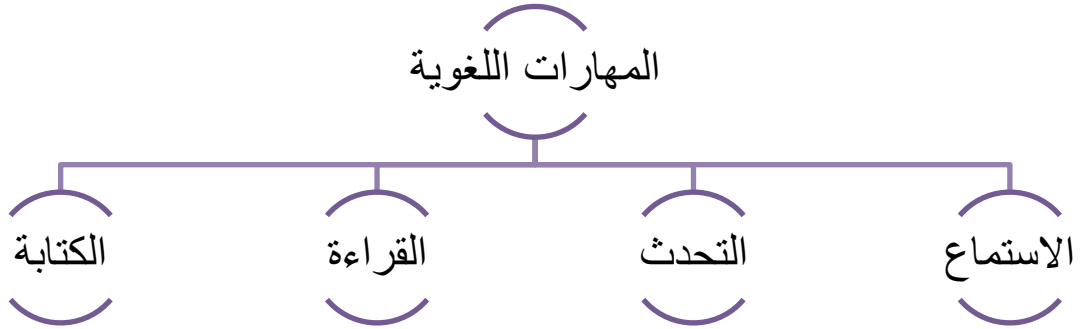 المهارات اللغوية
الاستماع
التحدث
القراءة
الكتابة